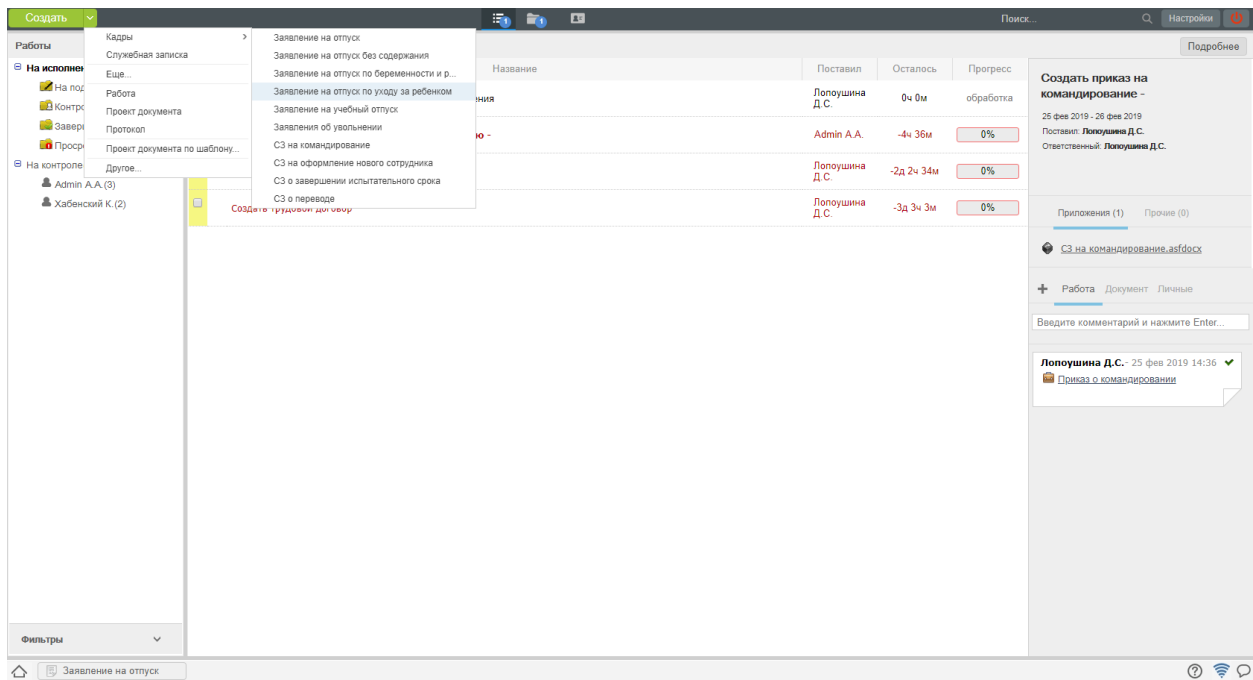 Создать
1
1
Поиск...
Настройки
Работы
Подробнее
Кадры
Служебная записка
Еще...
Работа
Проект документа
Протокол
Проект документа по шаблону...
Другое...
Заявление на отпуск
Заявление на отпуск без содержания
Заявление на отпуск по беременности и р...
Заявление на отпуск по уходу за ребенком
Заявление на учебный отпуск
Заявления об увольнении
СЗ на командирование
СЗ на оформление нового сотрудника
СЗ о завершении испытательного срока
СЗ о переводе
На исполнен
На под
Контро
Завер
Проср
На контроле
Admin A.A.(3)
Хабенский К.(2)
Название
Поставил
Осталось
Прогресс
ния
Лопоушина
Д.С.
0ч 0м
обработка
ю -
Admin A.A.
-4ч 36м
0%
Лопоушина
Д.С.
-2д 2ч 34м
0%
Создать трудовой договор
Лопоушина
Д.С.
-3д 3ч 3м
0%
Создать приказ на
командирование -
25 фев 2019 - 26 фев 2019
Поставил: Лопоушина Д.С.
Ответственный: Лопоушина Д.С.
Приложения (1)
Прочие (0)
СЗ на командирование.asfdocx
Работа Документ Личные
Введите комментарий и нажмите Enter...
Лопоушина Д.С.- 25 фев 2019 14:36
Приказ о командировании
Фильтры
Заявление на отпуск